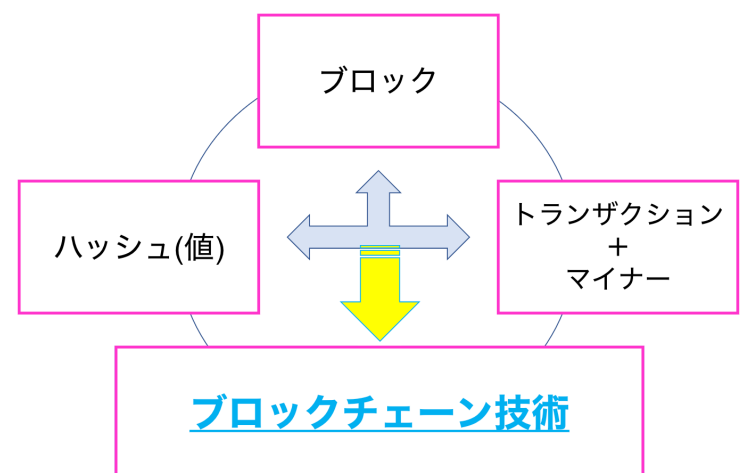 ブロック
ハッシュ(値)
トランザクション
+
マイナー
ブロックチェーン技術